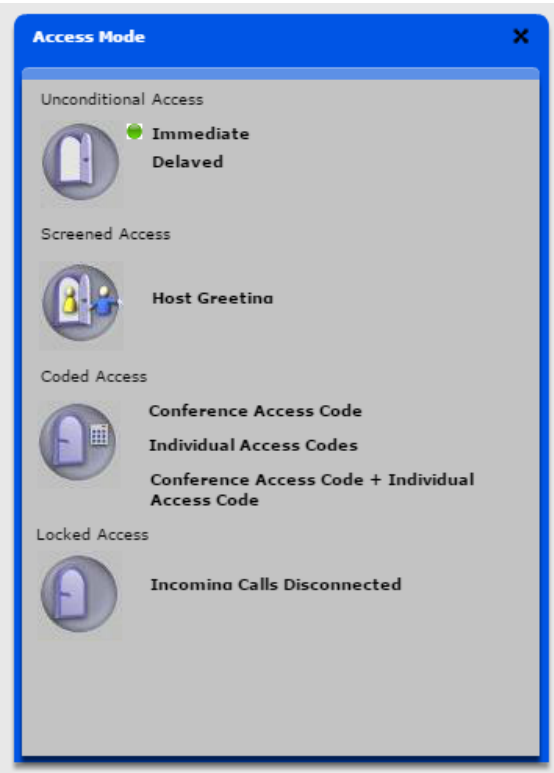 Access Mode
Unconditional Access
Immediate
Delayed
Screened Access
Host Greeting
Coded Access
Conference Access Code
Individual Access Codes
Conference Access Code + Individual
Access Code
Locked Access
Incoming Calls Disconnected